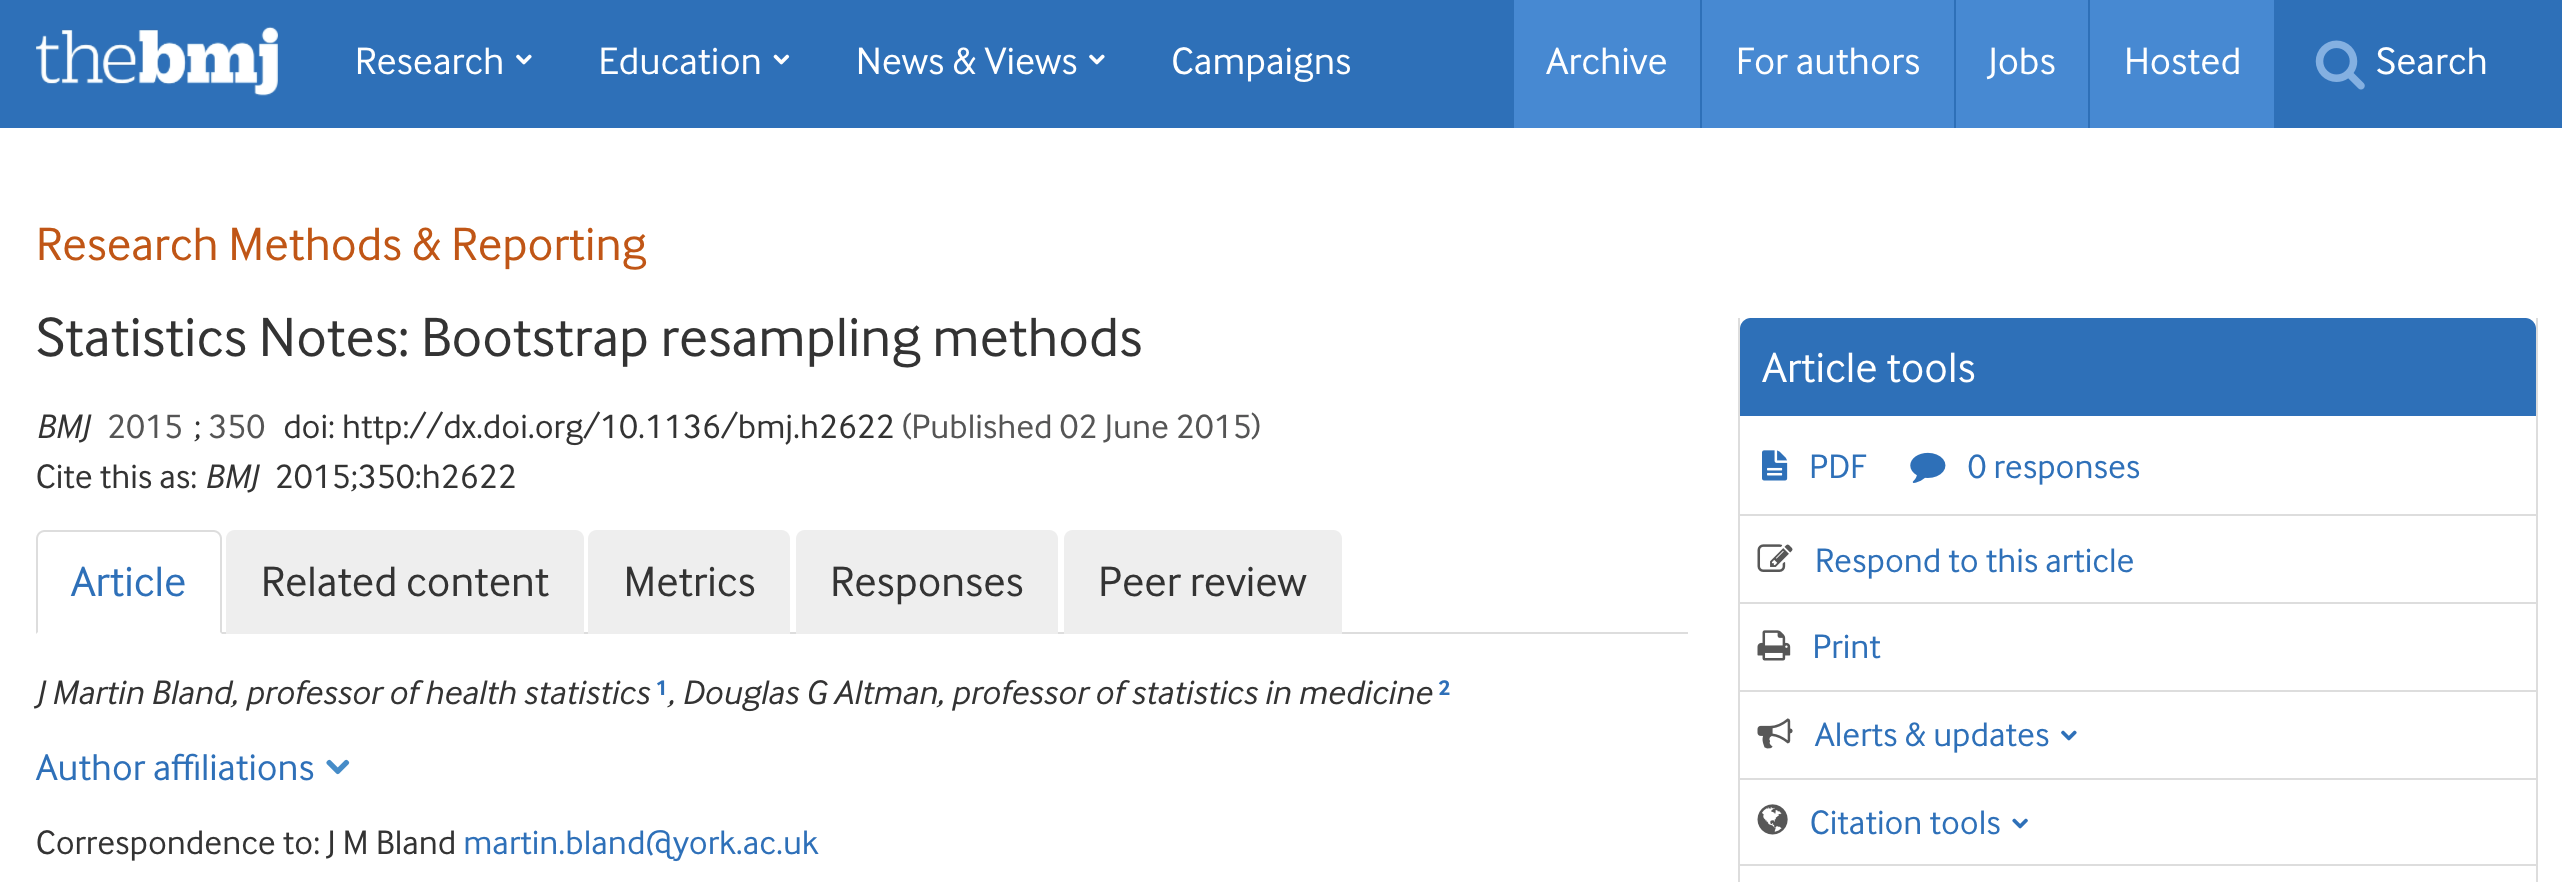 thebmj Research Education News & Views Campaigns Archive For authors Jobs Hosted Search
Research Methods & Reporting
Statistics Notes: Bootstrap resampling methods
BMJ 2015 ; 350 doi: http://dx.doi.org/10.1136/bmj.h2622 (Published 02 June 2015)
Cite this as: BMJ 2015;350:h2622
Article Related content Metrics Responses Peer review
J Martin Bland, professor of health statistics 1, Douglas G Altman, professor of statistics in medicine 2
Author affiliations
Correspondence to: J M Bland martin.bland@york.ac.uk
Article tools
PDF 0 responses
Respond to this article
Print
Alerts & updates
Citation tools